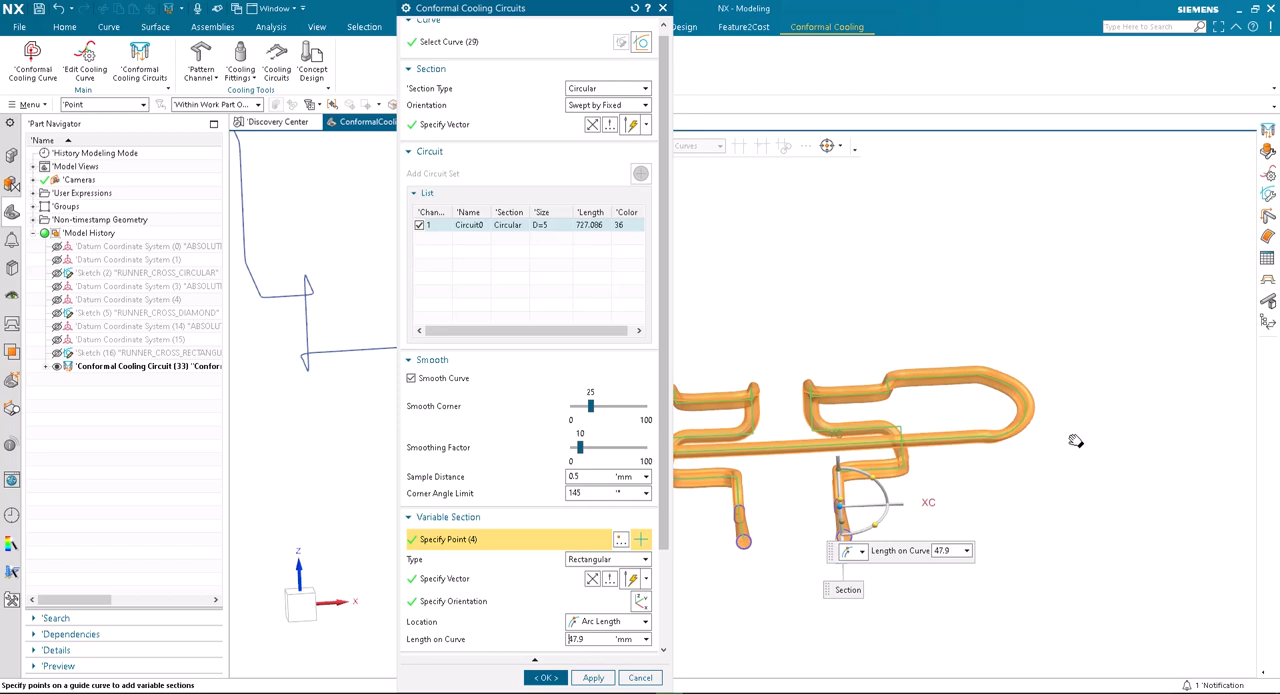 NX
Window
Conformal Cooling Circuits
NX - Modeling
SIEMENS
File
Home
Curve
Surface
Assemblies
Analysis
View
Selection
Design
Feature2Cost
Conformal Cooling
Type here to Search
'Conformal Cooling Curve
'Edit Cooling Curve
'Conformal Cooling Circuits
'Pattern Channel
'Cooling Fittings
'Cooling Circuits
'Concept Design
Main
Cooling Tools
Menu
'Point
'Within Work Part O...
Curves
'Part Navigator
'Discovery Center
ConformalCooli
'Name
'History Modeling Mode
'Model Views
'Cameras
'User Expressions
'Groups
'Non-timestamp Geometry
'Model History
'Datum Coordinate System (0) "ABSOLUT
'Datum Coordinate System (1)
'Sketch (2) "RUNNER_CROSS_CIRCULAR"
'Datum Coordinate System (3) "ABSOLUT
'Datum Coordinate System (4)
'Sketch (5) "RUNNER_CROSS_DIAMOND"
'Datum Coordinate System (14) "ABSOLUT
'Datum Coordinate System (15)
'Sketch (16) "RUNNER_CROSS_RECTANGU
'Conformal Cooling Circuit (33) "Confor
'Search
'Dependencies
'Details
'Preview
Curve
Select Curve (29)
Section
'Section Type
Circular
Orientation
Swept by Fixed
Specify Vector
Circuit
Add Circuit Set
List
'Chan...
'Name
'Section
'Size
'Length
'Color
1
Circuit0
Circular
D=5
727.086
36
Smooth
Smooth Curve
25
Smooth Corner
0
100
10
Smoothing Factor
0
100
Sample Distance
0.5
'mm
Corner Angle Limit
145
'°
Variable Section
Specify Point (4)
Type
Rectangular
Specify Vector
Specify Orientation
Location
Arc Length
Length on Curve
47.9
'mm
< OK >
Apply
Cancel
XC
Length on Curve
47.9
Section
Z
X
Specify points on a guide curve to add variable sections
1 'Notification